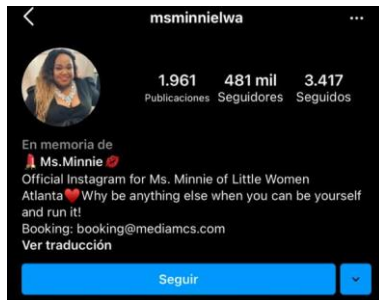 msminnielwa
1.961 481 mil 3.417
Publicaciones Seguidores Seguidos
En memoria de
💄 Ms.Minnie 💋
Official Instagram for Ms. Minnie of Little Women
Atlanta❤️Why be anything else when you can be yourself
and run it!
Booking: booking@mediamcs.com
Ver traducción
Seguir